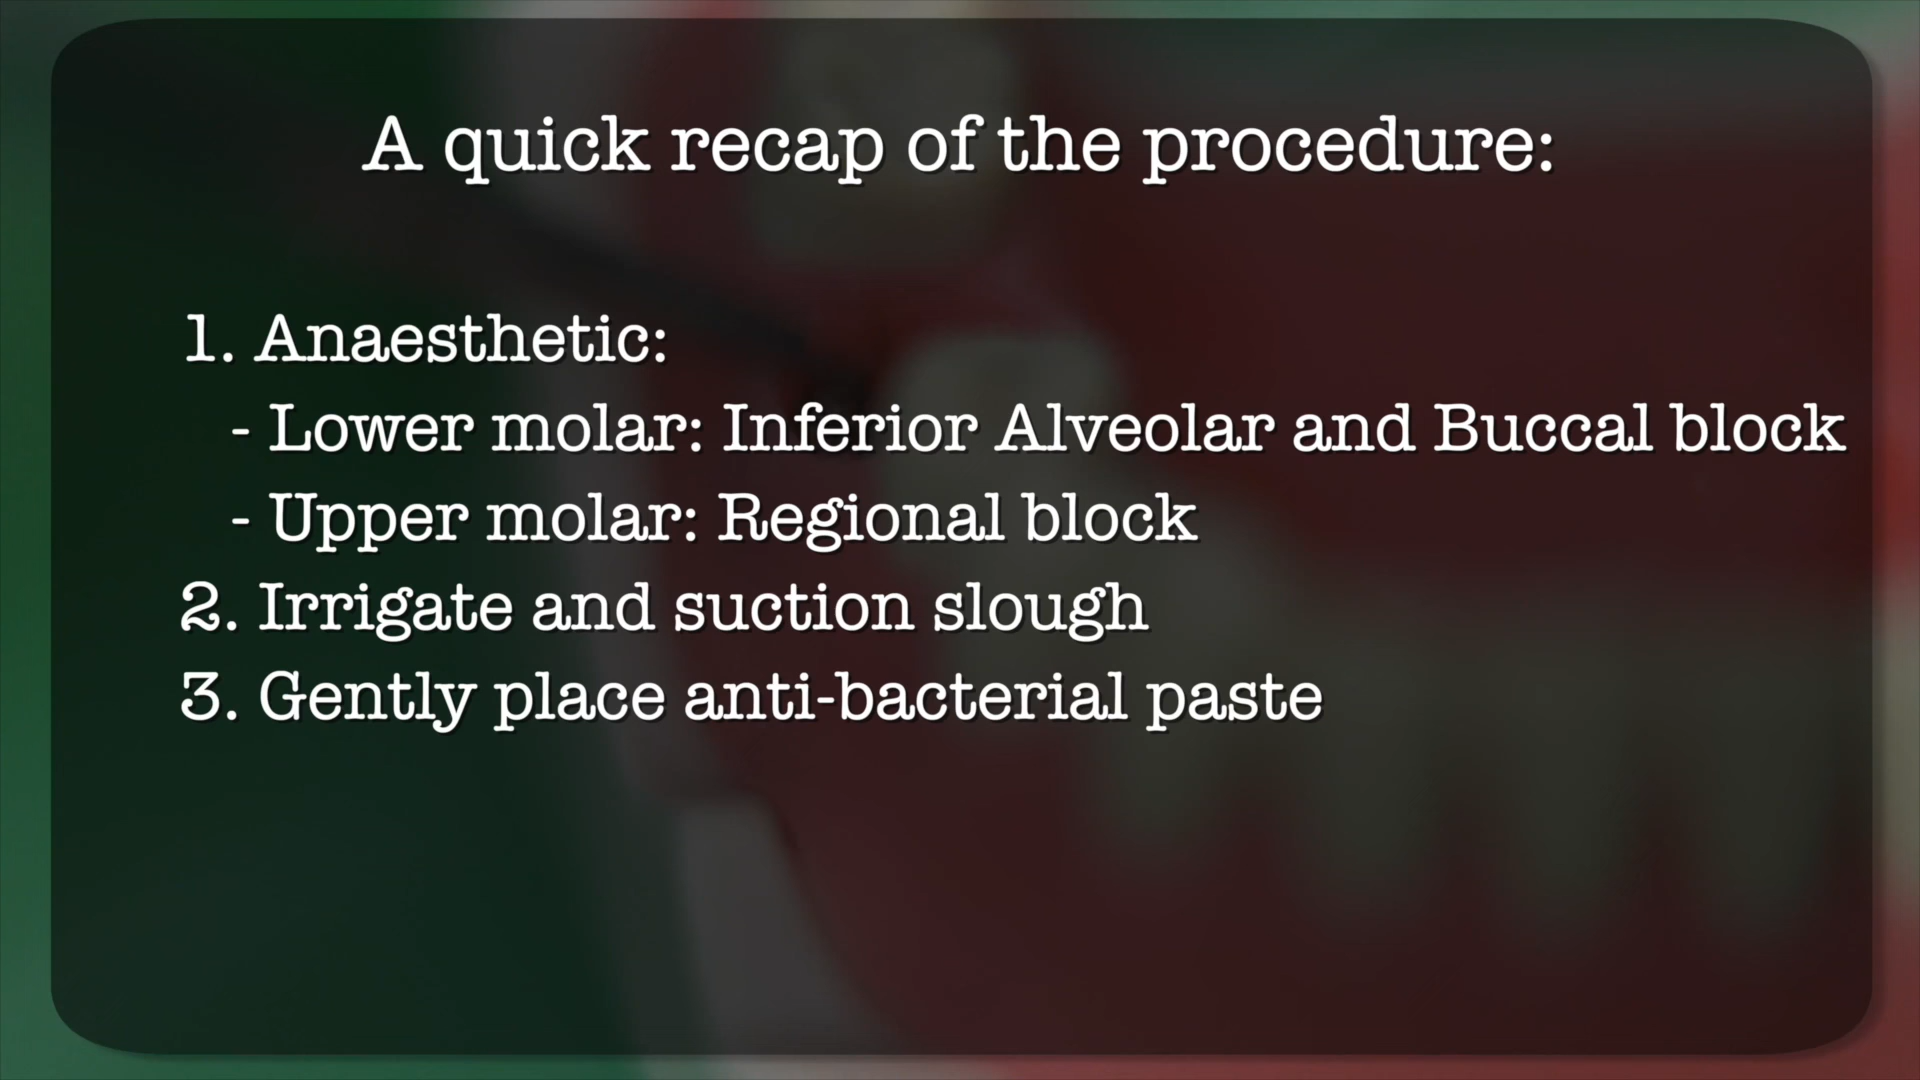 A quick recap of the procedure:
1. Anaesthetic:
- Lower molar: Inferior Alveolar and Buccal block
- Upper molar: Regional block
2. Irrigate and suction slough
3. Gently place anti-bacterial paste